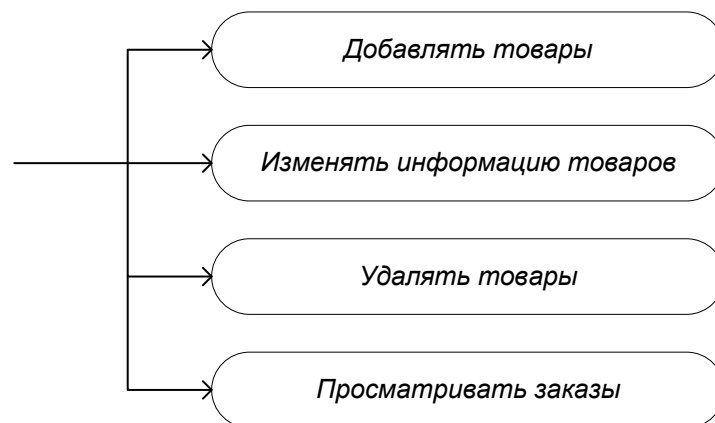 Добавлять товары
Изменять информацию товаров
Удалять товары
Просматривать заказы